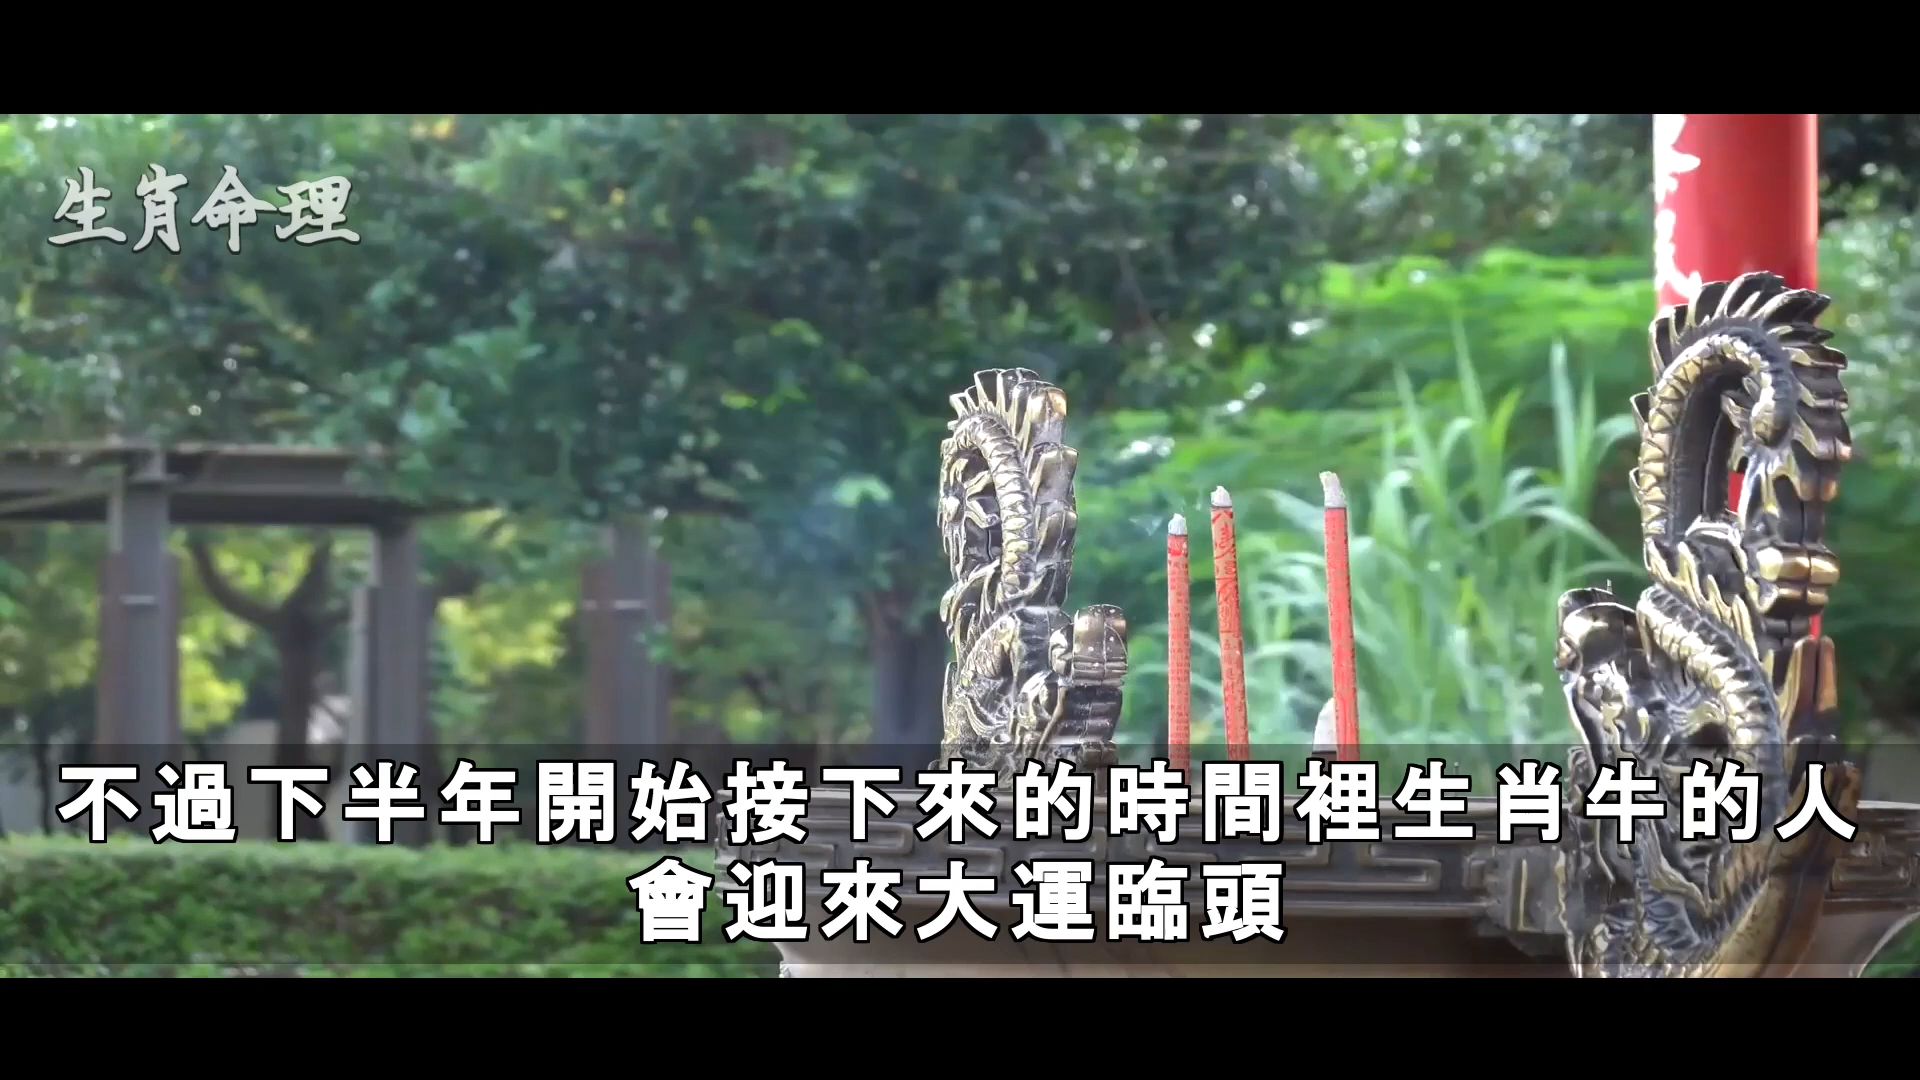 生肖命理
不過下半年開始接下來的時間裡生肖牛的人
會迎來大運臨頭